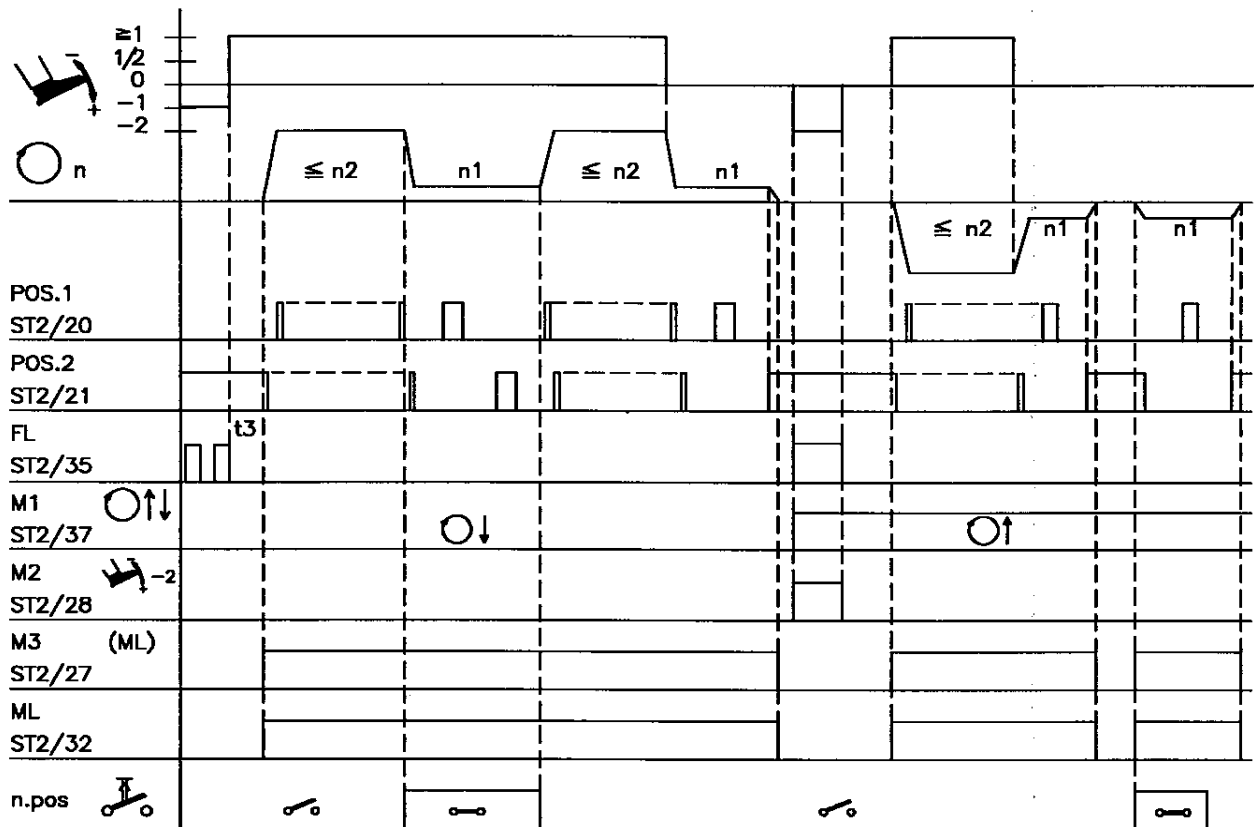 ≧1
1/2
0
-1
-2
- +
n
≦ n2
n1
≦ n2
n1
≦ n2
n1
n1
POS.1
ST2/20
POS.2
ST2/21
FL
t3
ST2/35
M1
ST2/37
M2
-2
ST2/28
M3 (ML)
ST2/27
ML
ST2/32
n.pos